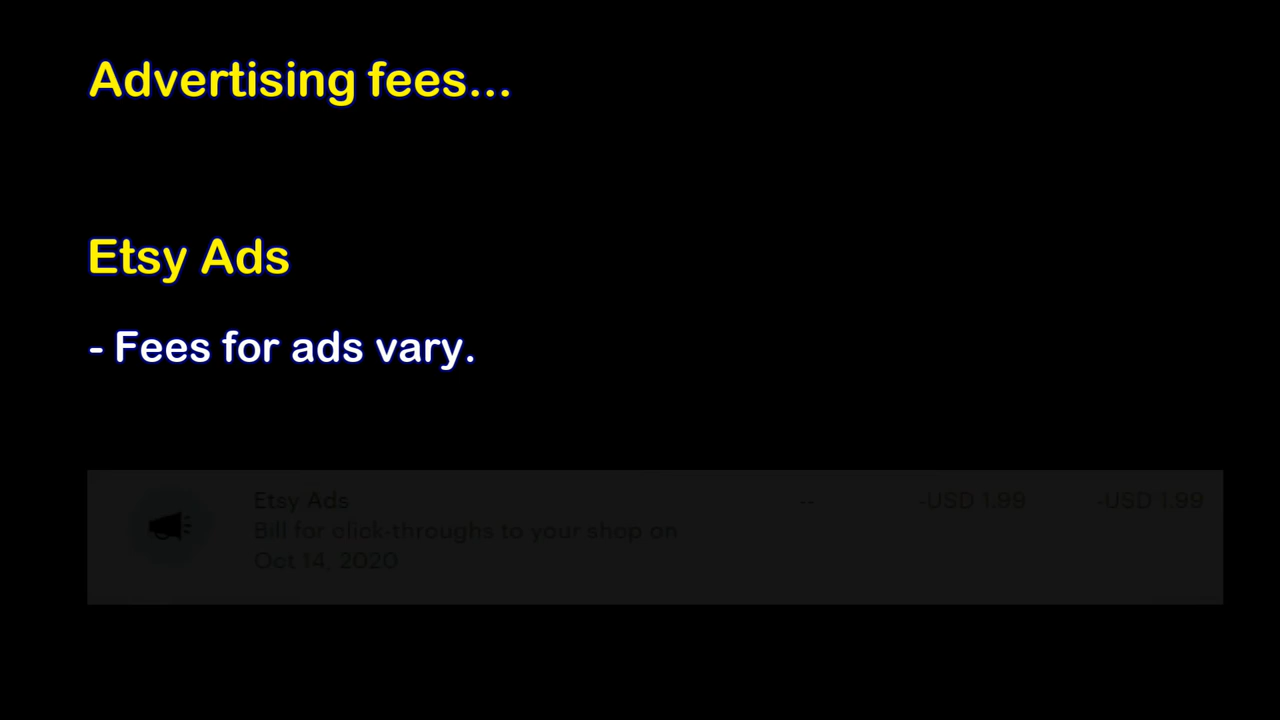 Advertising fees...
Etsy Ads
- Fees for ads vary.
Etsy Ads -- -USD 1.99 -USD 1.99
Bill for click-throughs to your shop on
Oct 14, 2020